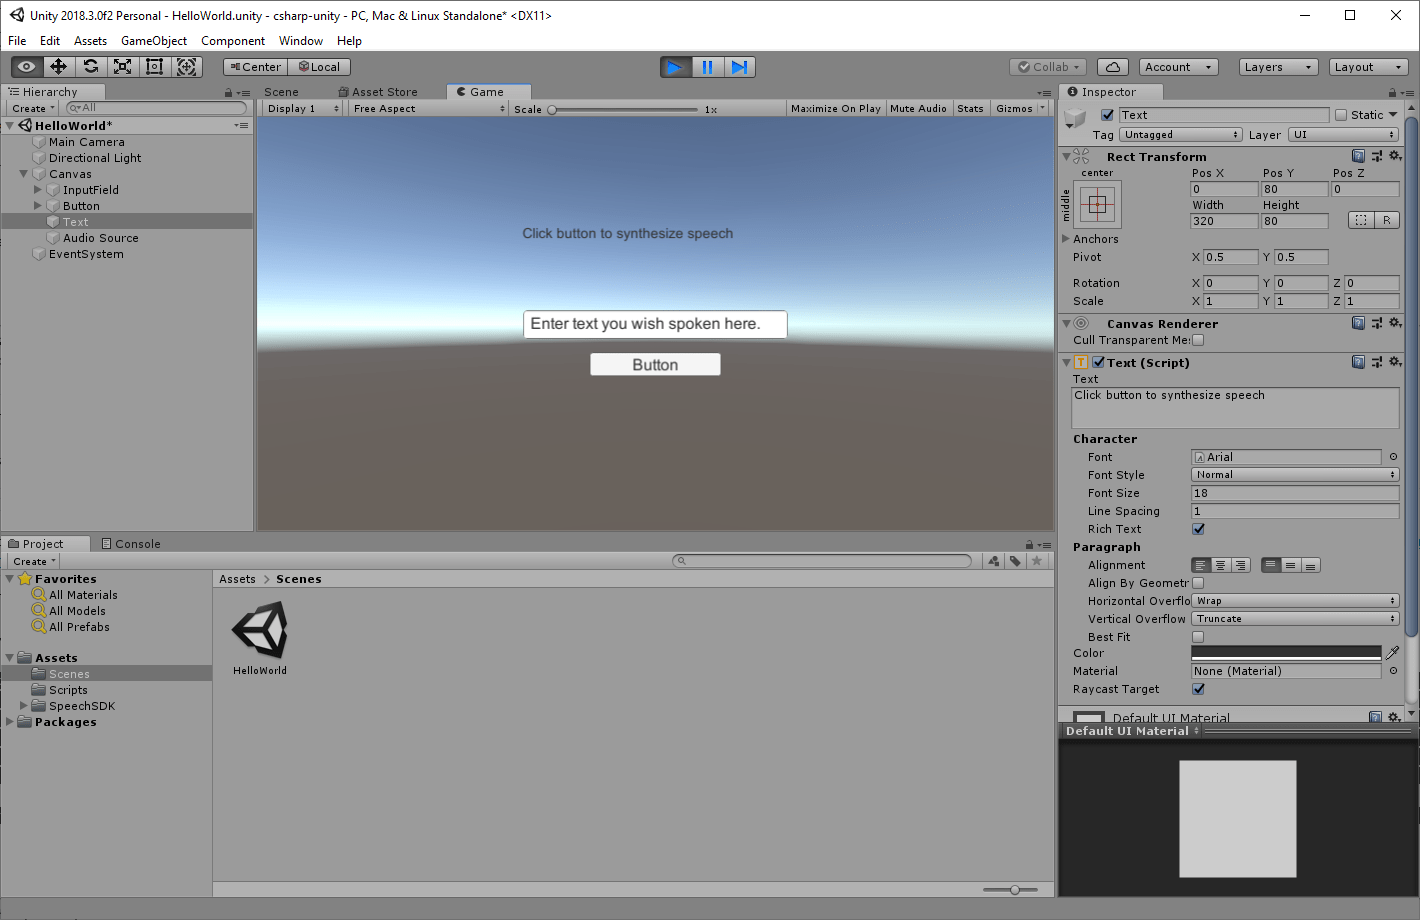 Unity 2018.3.0f2 Personal - HelloWorld.unity - csharp-unity - PC, Mac & Linux Standalone* <DX11>
File Edit Assets GameObject Component Window Help
Center Local Collab Account Layers Layout
Hierarchy
Create All
HelloWorld*
Main Camera
Directional Light
Canvas
InputField
Button
Text
Audio Source
EventSystem
Scene Asset Store Game
Display 1 Free Aspect Scale 1x Maximize On Play Mute Audio Stats Gizmos
Click button to synthesize speech
Enter text you wish spoken here.
Button
Inspector
Text Static
Tag Untagged Layer UI
Rect Transform
center Pos X Pos Y Pos Z
middle 0 80 0
Width Height
320 80 R
Anchors
Pivot X 0.5 Y 0.5
Rotation X 0 Y 0 Z 0
Scale X 1 Y 1 Z 1
Canvas Renderer
Cull Transparent Mes
T Text (Script)
Text
Click button to synthesize speech
Character
Font Arial
Font Style Normal
Font Size 18
Line Spacing 1
Rich Text
Paragraph
Alignment
Align By Geometr
Horizontal Overflo Wrap
Vertical Overflow Truncate
Best Fit
Color
Material None (Material)
Raycast Target
Default UI Material
Default UI Material
Project Console
Create
Favorites
All Materials
All Models
All Prefabs
Assets
Scenes
Scripts
SpeechSDK
Packages
Assets > Scenes
HelloWorld